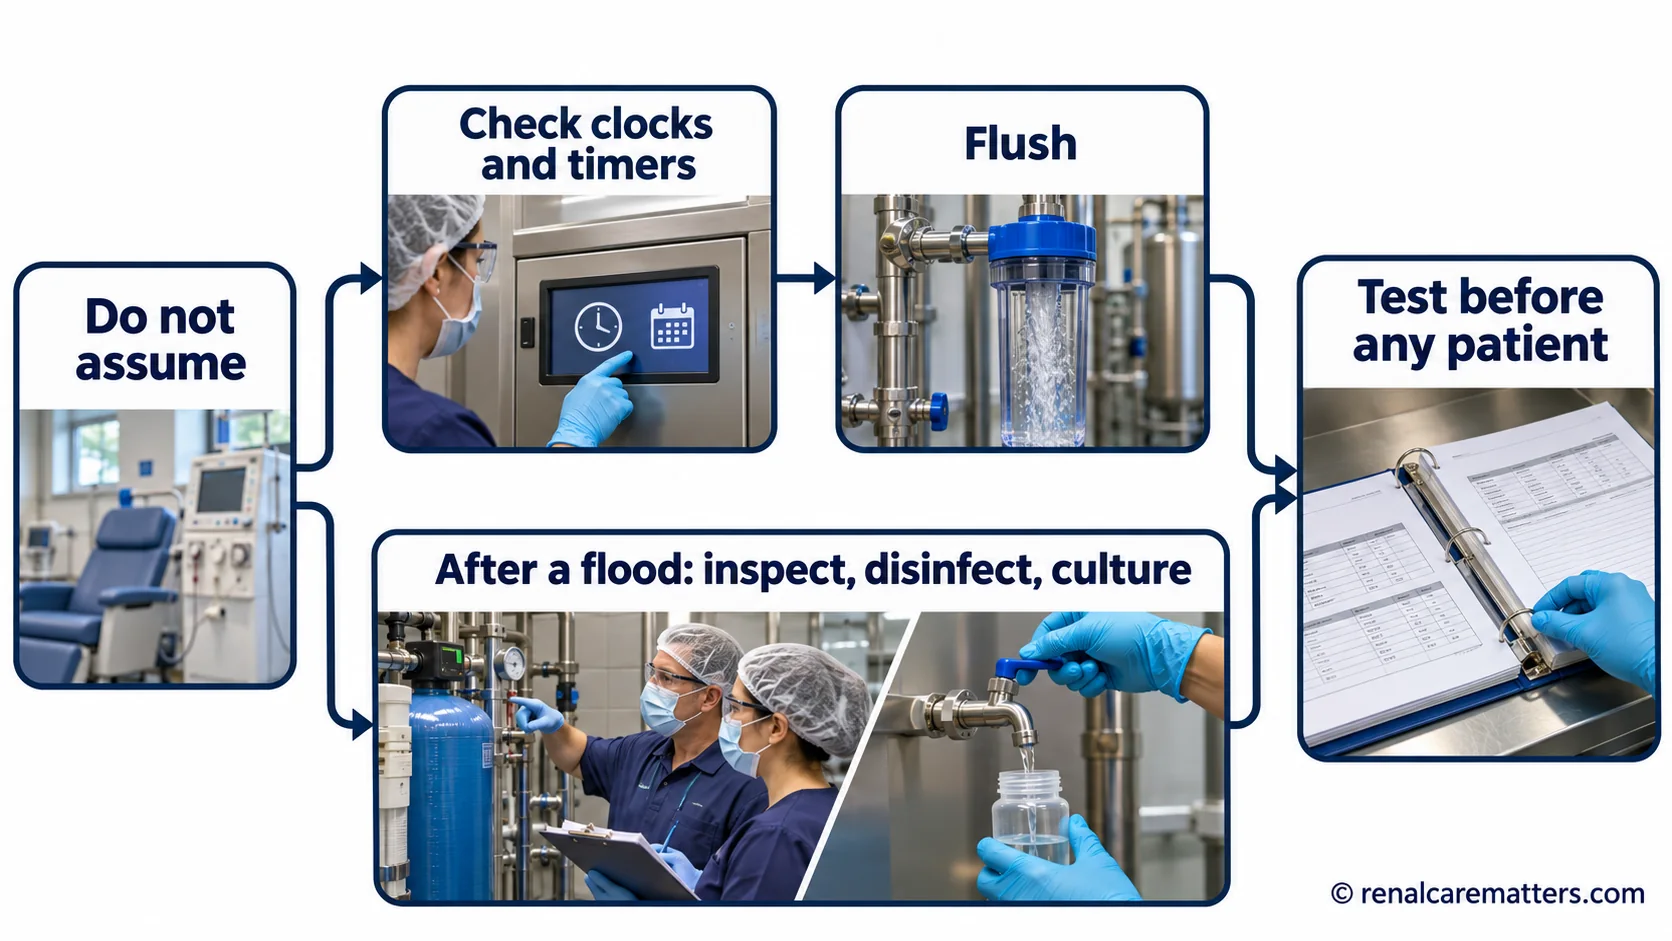 Do not
assume
Check clocks
and timers
Flush
After a flood: inspect, disinfect, culture
Test before
any patient
© renalcarematters.com